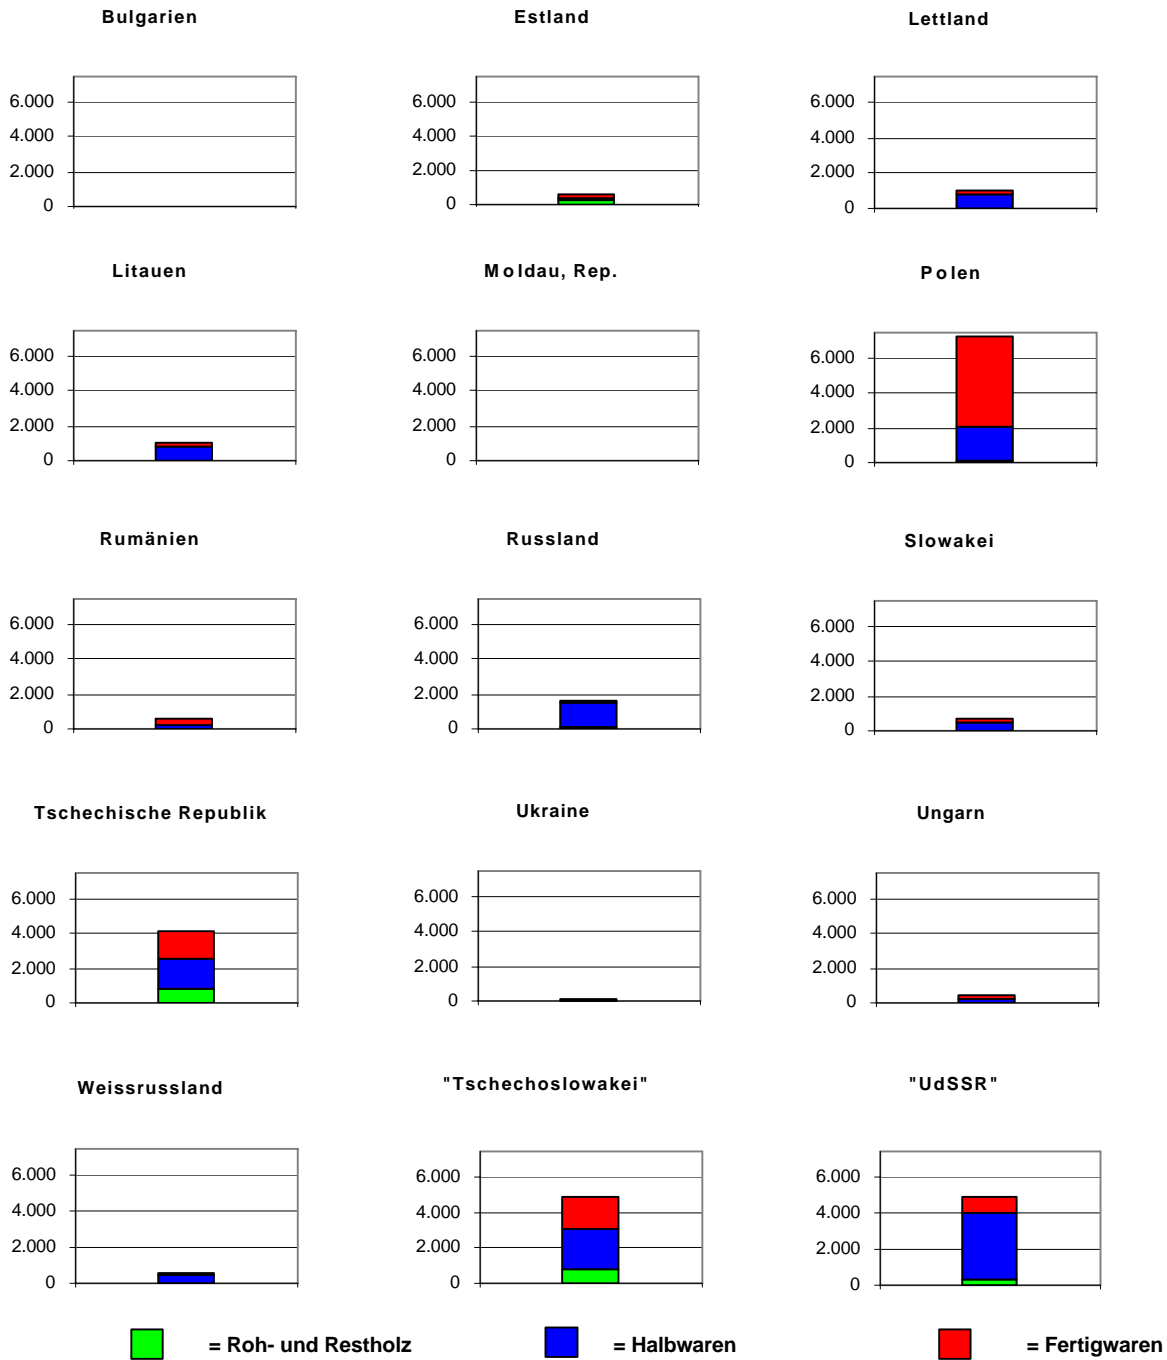 Bulgarien Estland Lettland
6.000 6.000 6.000
4.000 4.000 4.000
2.000 2.000 2.000
0 0 0
Litauen Moldau, Rep. Polen
6.000 6.000 6.000
4.000 4.000 4.000
2.000 2.000 2.000
0 0 0
Rumänien Russland Slowakei
6.000 6.000 6.000
4.000 4.000 4.000
2.000 2.000 2.000
0 0 0
Tschechische Republik Ukraine Ungarn
6.000 6.000 6.000
4.000 4.000 4.000
2.000 2.000 2.000
0 0 0
Weissrussland "Tschechoslowakei" "UdSSR"
6.000 6.000 6.000
4.000 4.000 4.000
2.000 2.000 2.000
0 0 0
= Roh- und Restholz = Halbwaren = Fertigwaren